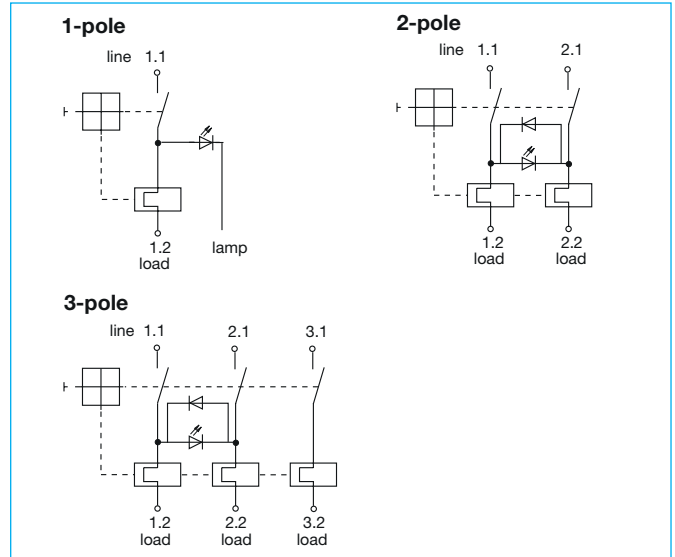 1-pole
line 1.1
1.2
load
lamp
2-pole
line 1.1 2.1
1.2 2.2
load load
3-pole
line 1.1 2.1 3.1
1.2 2.2 3.2
load load load